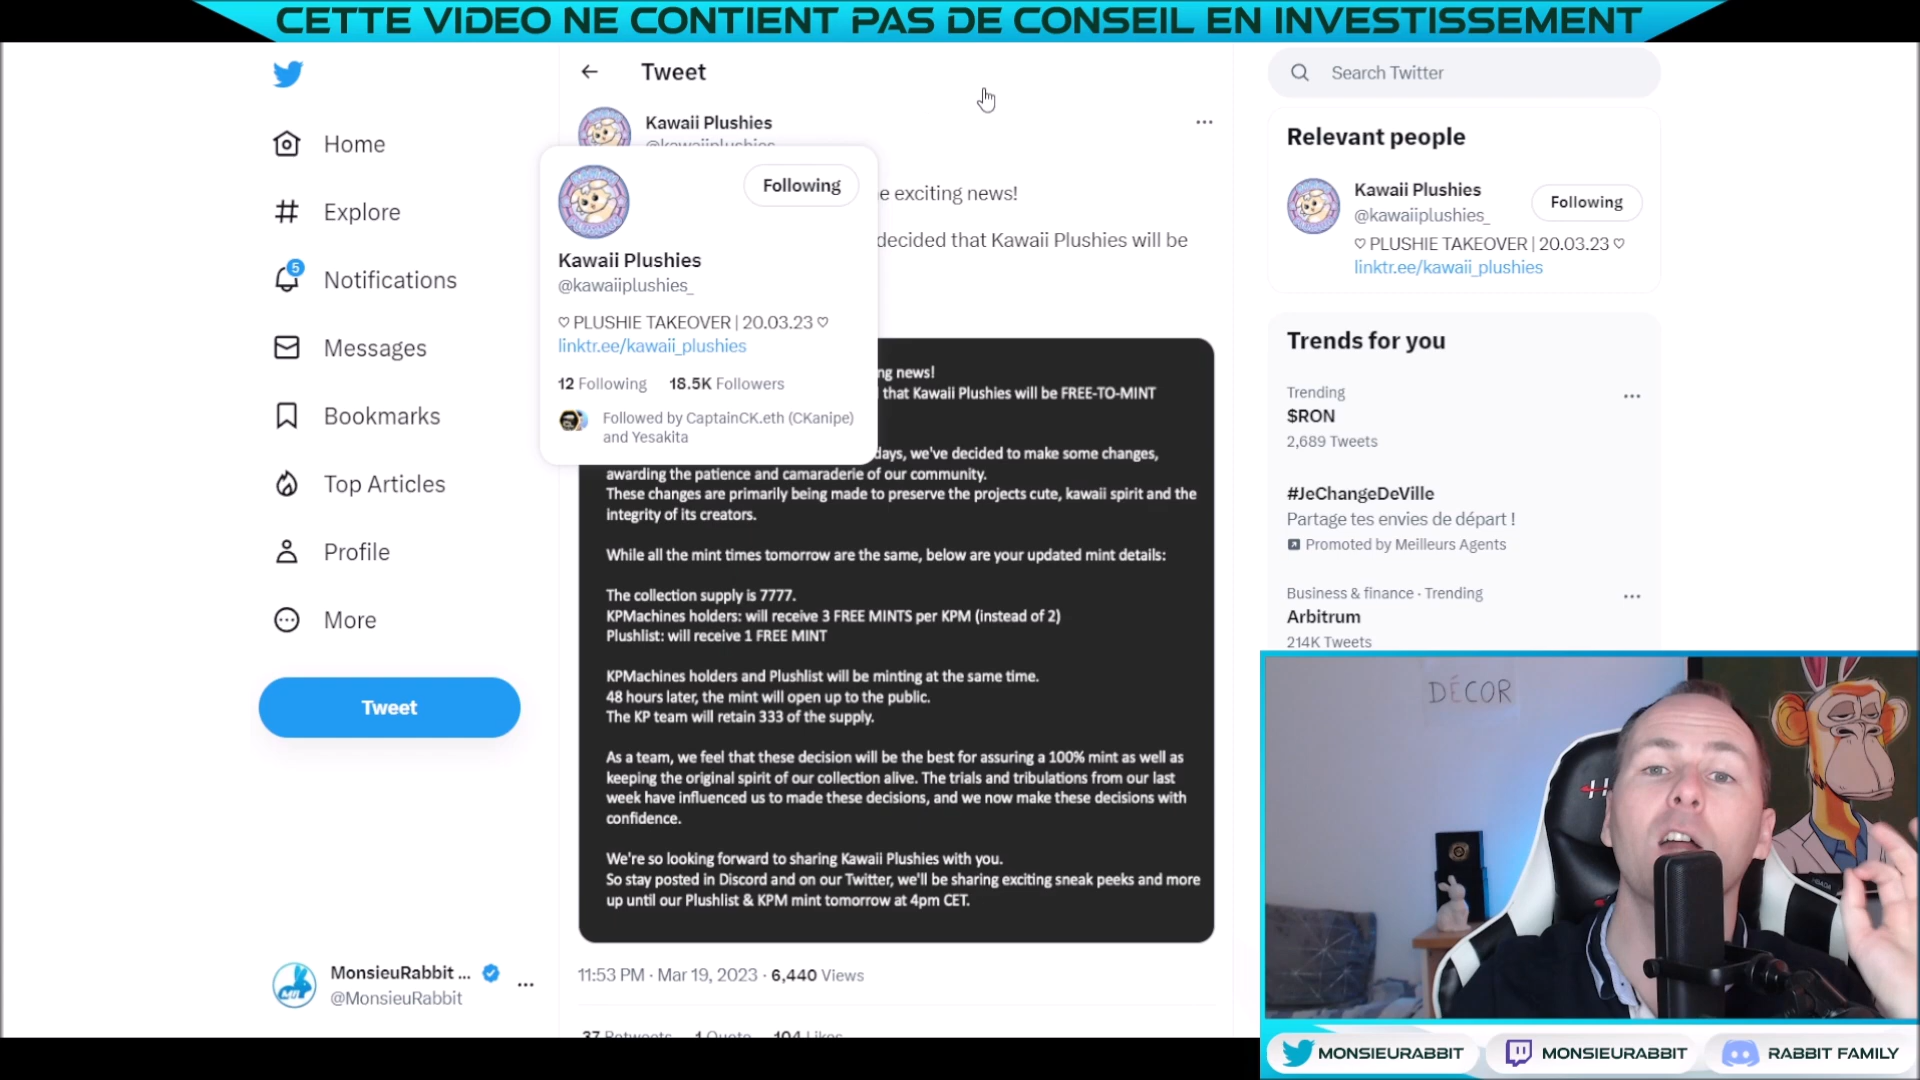 CETTE VIDEO NE CONTIENT PAS DE CONSEIL EN INVESTISSEMENT
Home
Explore
5
Notifications
Messages
Bookmarks
Top Articles
Profile
More
Tweet
MonsieuRabbit ...
@MonsieuRabbit
Tweet
Kawaii Plushies
@kawaiiplushies_
e exciting news!
decided that Kawaii Plushies will be
Following
Kawaii Plushies
@kawaiiplushies_
♡ PLUSHIE TAKEOVER | 20.03.23 ♡
linktr.ee/kawaii_plushies
12 Following 18.5K Followers
Followed by CaptainCK.eth (CKanipe)
and Yesakita
ng news!
that Kawaii Plushies will be FREE-TO-MINT
days, we've decided to make some changes,
awarding the patience and camaraderie of our community.
These changes are primarily being made to preserve the projects cute, kawaii spirit and the
integrity of its creators.
While all the mint times tomorrow are the same, below are your updated mint details:
The collection supply is 7777.
KPMachines holders: will receive 3 FREE MINTS per KPM (instead of 2)
Plushlist: will receive 1 FREE MINT
KPMachines holders and Plushlist will be minting at the same time.
48 hours later, the mint will open up to the public.
The KP team will retain 333 of the supply.
As a team, we feel that these decision will be the best for assuring a 100% mint as well as
keeping the original spirit of our collection alive. The trials and tribulations from our last
week have influenced us to made these decisions, and we now make these decisions with
confidence.
We're so looking forward to sharing Kawaii Plushies with you.
So stay posted in Discord and on our Twitter, we'll be sharing exciting sneak peeks and more
up until our Plushlist & KPM mint tomorrow at 4pm CET.
11:53 PM · Mar 19, 2023 · 6,440 Views
37 Retweets 1 Quote 104 Likes
Search Twitter
Relevant people
Kawaii Plushies
@kawaiiplushies_
Following
♡ PLUSHIE TAKEOVER | 20.03.23 ♡
linktr.ee/kawaii_plushies
Trends for you
Trending
$RON
2,689 Tweets
#JeChangeDeVille
Partage tes envies de départ !
Promoted by Meilleurs Agents
Business & finance · Trending
Arbitrum
214K Tweets
DÉCOR
MONSIEURABBIT
MONSIEURABBIT
RABBIT FAMILY